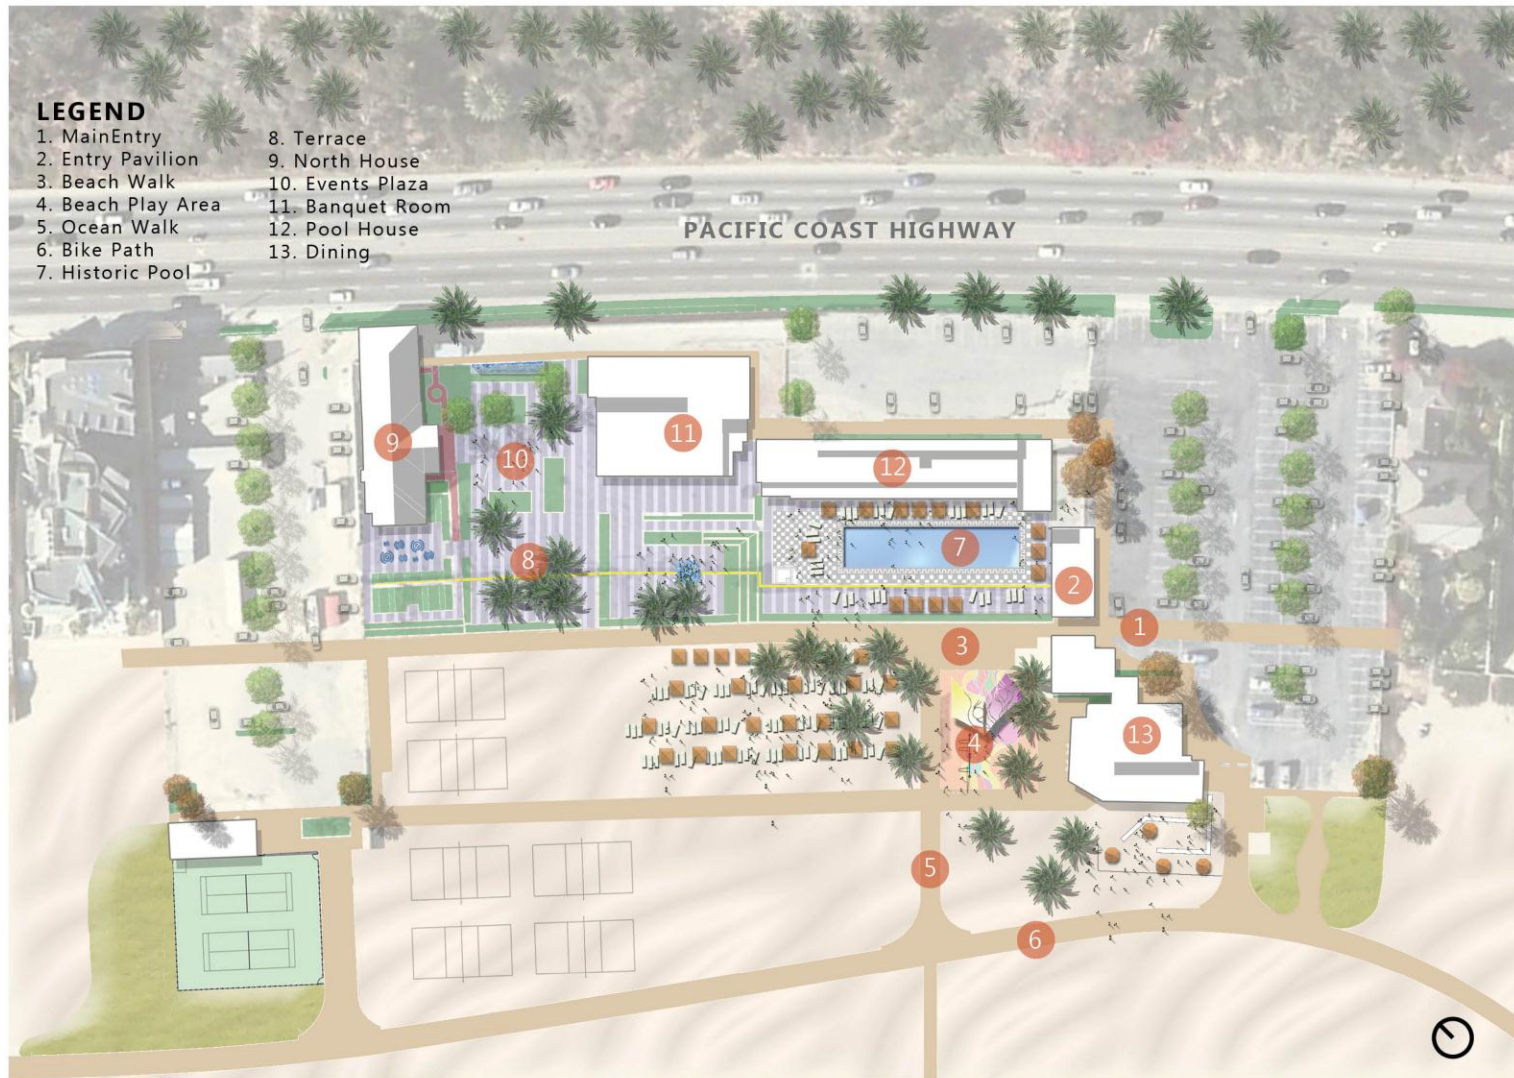 LEGEND
1. MainEntry
2. Entry Pavilion
3. Beach Walk
4. Beach Play Area
5. Ocean Walk
6. Bike Path
7. Historic Pool
8. Terrace
9. North House
10. Events Plaza
11. Banquet Room
12. Pool House
13. Dining
PACIFIC COAST HIGHWAY
9
11
10
12
7
8
2
1
3
4
13
5
6